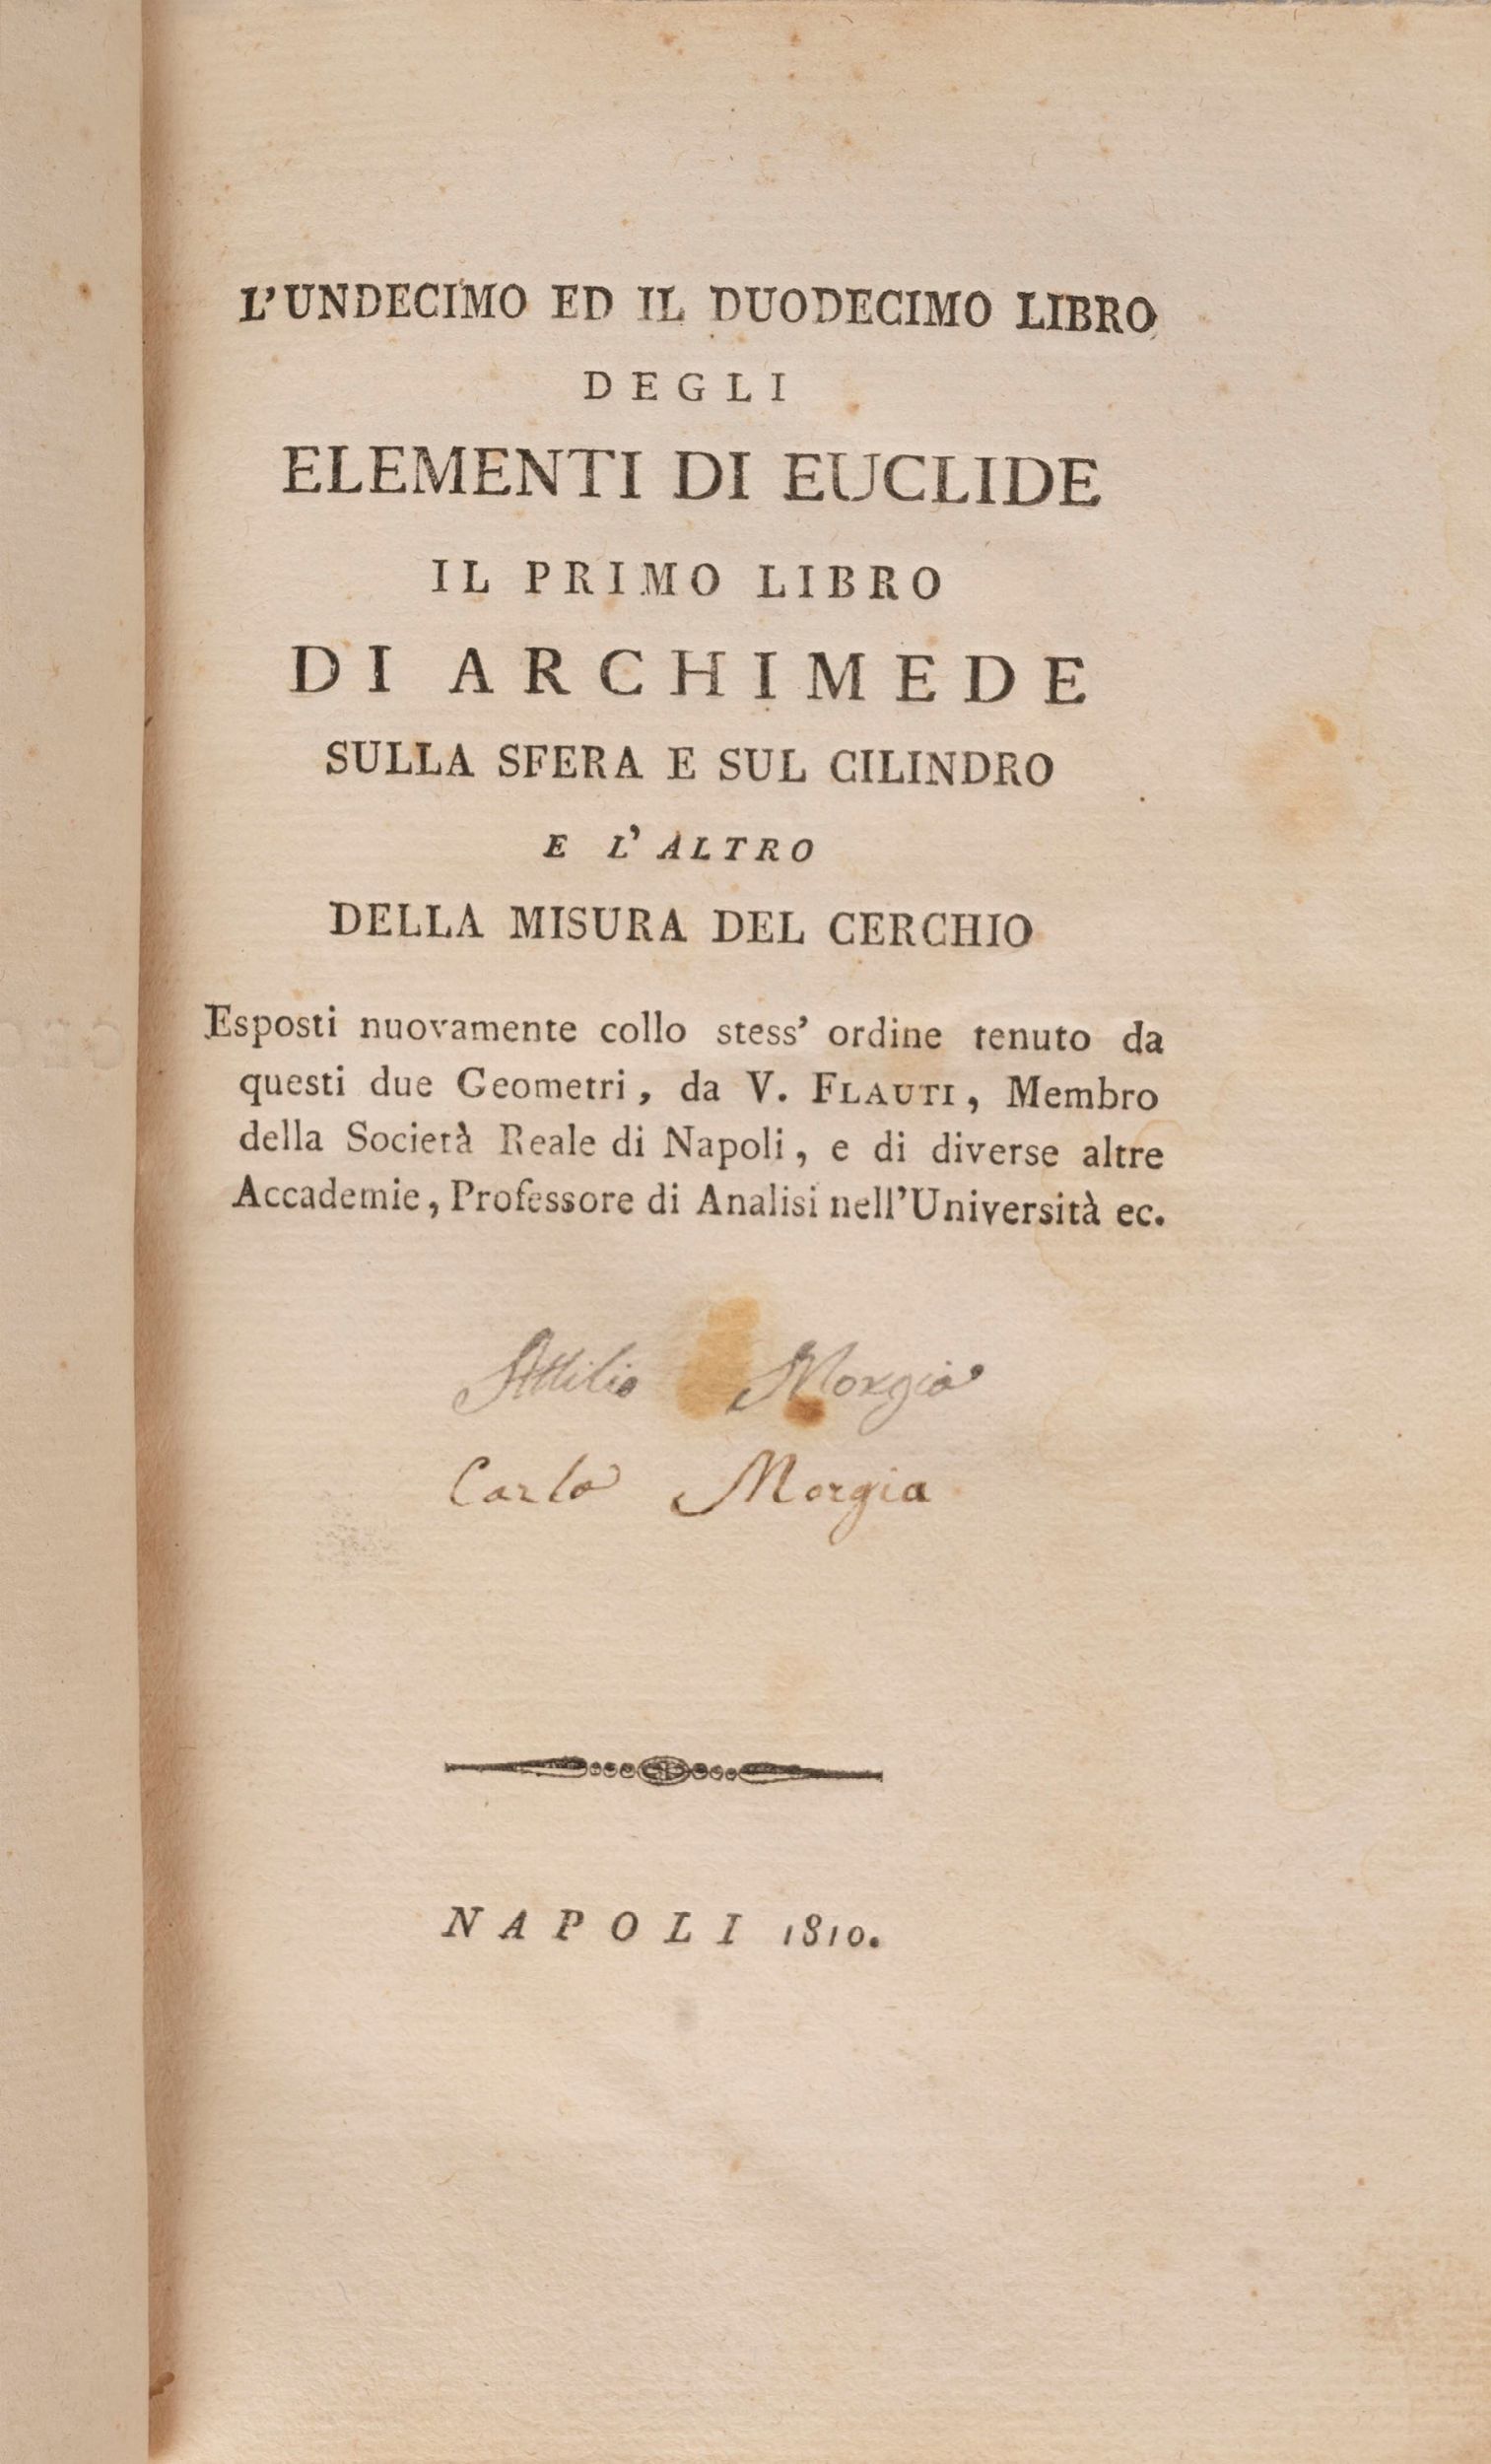 L'UNDECIMO ED IL DUODECIMO LIBRO
DEGLI
ELEMENTI DI EUCLIDE
IL PRIMO LIBRO
DI ARCHIMEDE
SULLA SFERA E SUL CILINDRO
E L'ALTRO
DELLA MISURA DEL CERCHIO
Esposti nuovamente collo stess' ordine tenuto da
questi due Geometri, da V. FLAUTI, Membro
della Società Reale di Napoli, e di diverse altre
Accademie, Professore di Analisi nell'Università ec.
Attilio Morgia
Carlo Morgia
NAPOLI 1810.